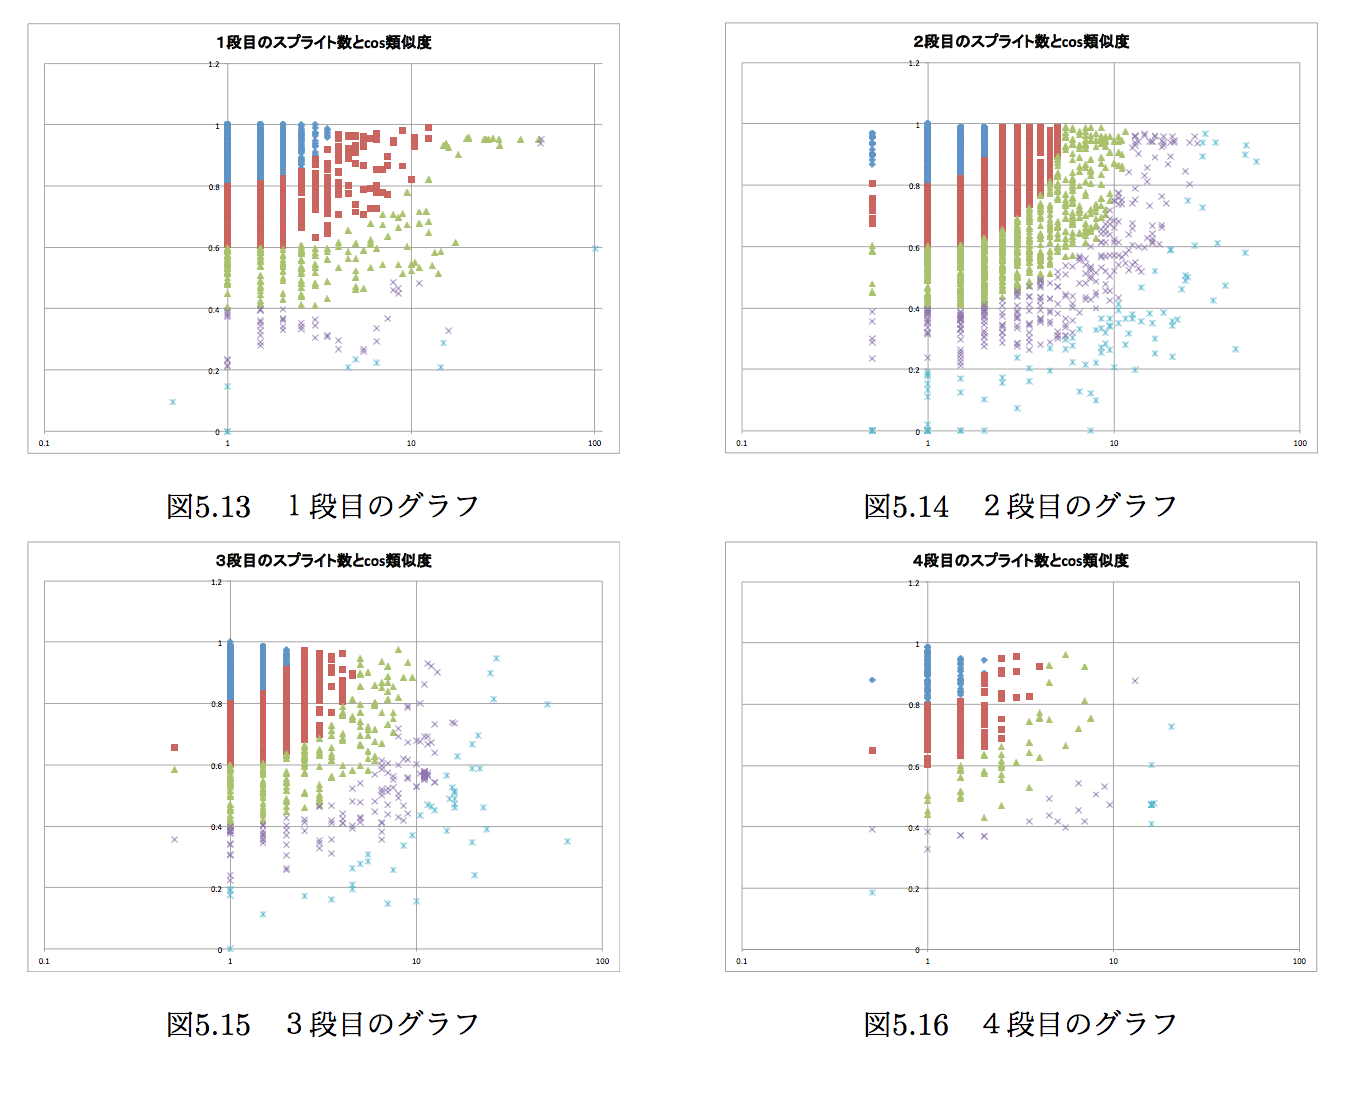 1段目のスプライト数とcos類似度
1.2
1
0.8
0.6
0.4
0.2
0
0.1 1 10 100
図5.13 １段目のグラフ
2段目のスプライト数とcos類似度
1.2
1
0.8
0.6
0.4
0.2
0
0.1 1 10 100
図5.14 ２段目のグラフ
3段目のスプライト数とcos類似度
1.2
1
0.8
0.6
0.4
0.2
0
0.1 1 10 100
図5.15 ３段目のグラフ
4段目のスプライト数とcos類似度
1.2
1
0.8
0.6
0.4
0.2
0
0.1 1 10 100
図5.16 ４段目のグラフ